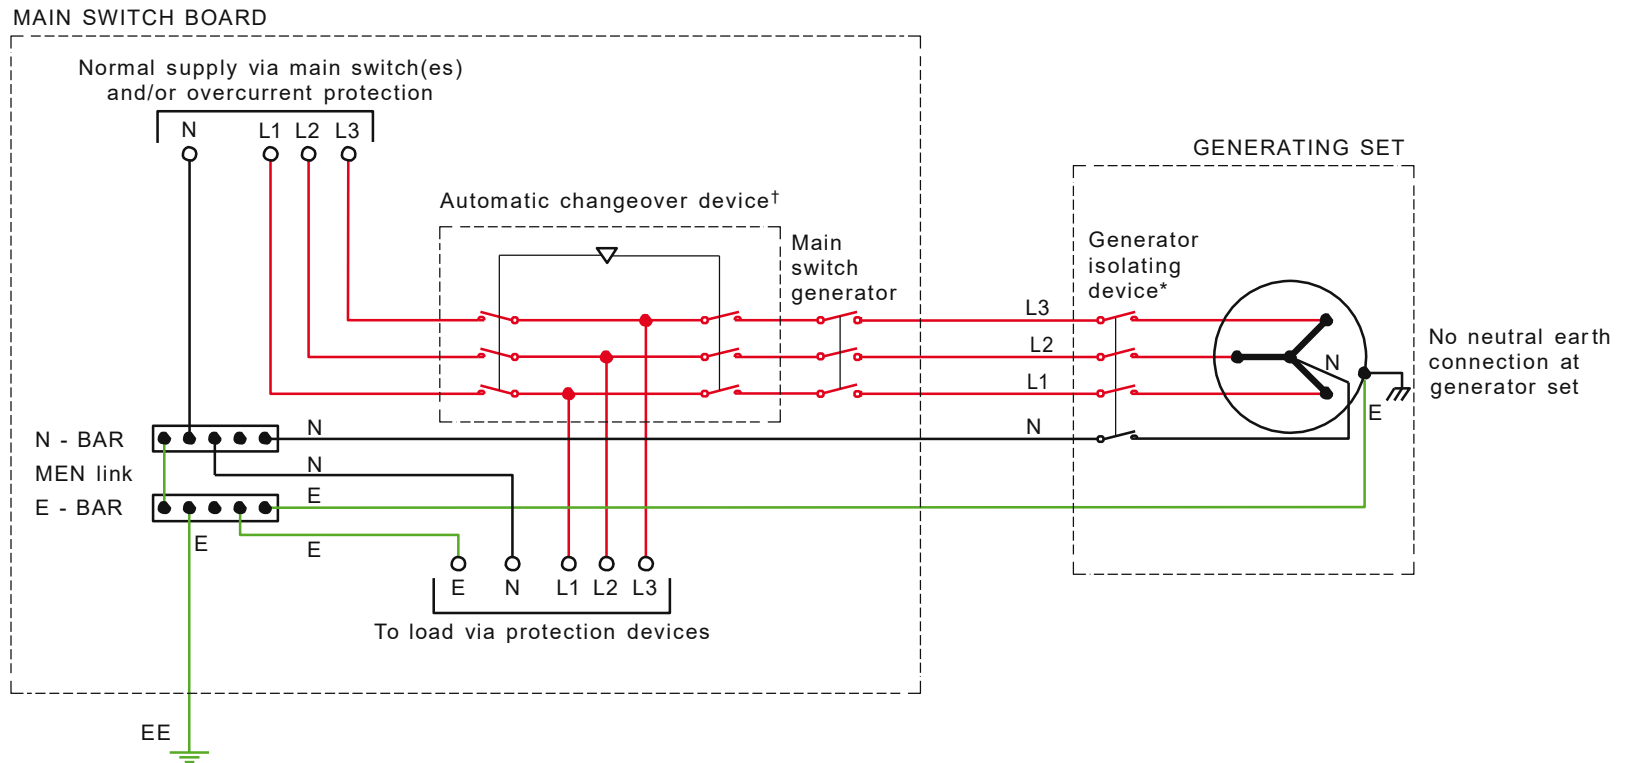 MAIN SWITCH BOARD
Normal supply via main switch(es)
and/or overcurrent protection
N L1 L2 L3
GENERATING SET
Automatic changeover device†
Main
switch
generator
Generator
isolating
device*
L3
L2
L1
N
N
E
No neutral earth
connection at
generator set
N - BAR
N
MEN link
N
E - BAR
E
E
E
E N L1 L2 L3
To load via protection devices
EE